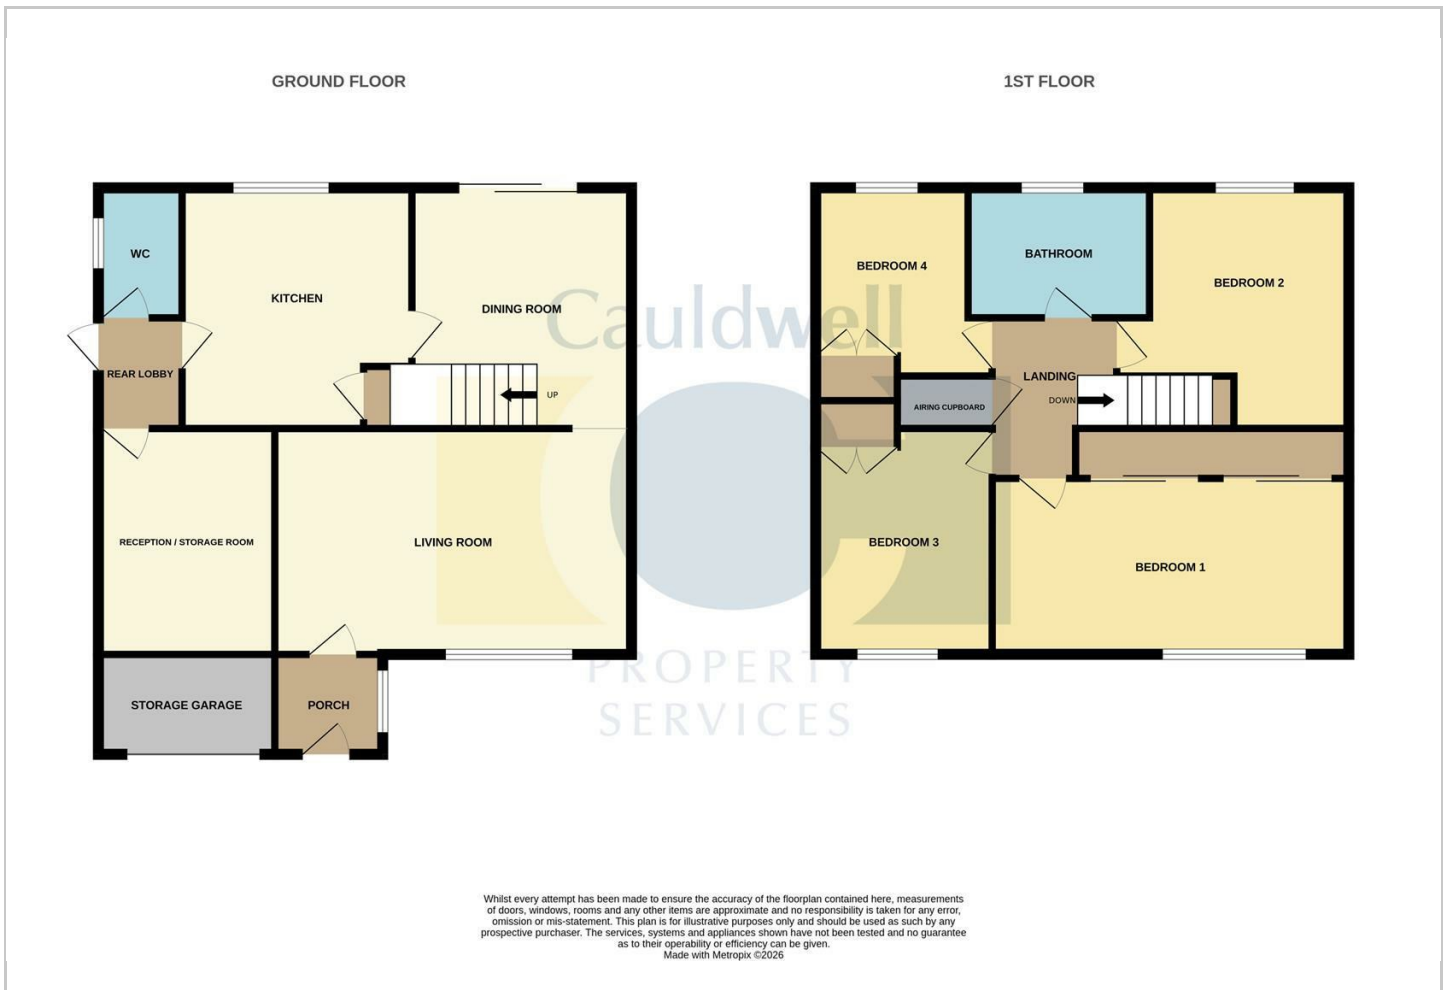 GROUND FLOOR
1ST FLOOR
WC
KITCHEN
DINING ROOM
REAR LOBBY
UP
RECEPTION / STORAGE ROOM
LIVING ROOM
STORAGE GARAGE
PORCH
BEDROOM 4
BATHROOM
BEDROOM 2
LANDING
DOWN
AIRING CUPBOARD
BEDROOM 3
BEDROOM 1
Cauldwell
PROPERTY
SERVICES
Whilst every attempt has been made to ensure the accuracy of the floorplan contained here, measurements
of doors, windows, rooms and any other items are approximate and no responsibility is taken for any error,
omission or mis-statement. This plan is for illustrative purposes only and should be used as such by any
prospective purchaser. The services, systems and appliances shown have not been tested and no guarantee
as to their operability or efficiency can be given.
Made with Metropix ©2026